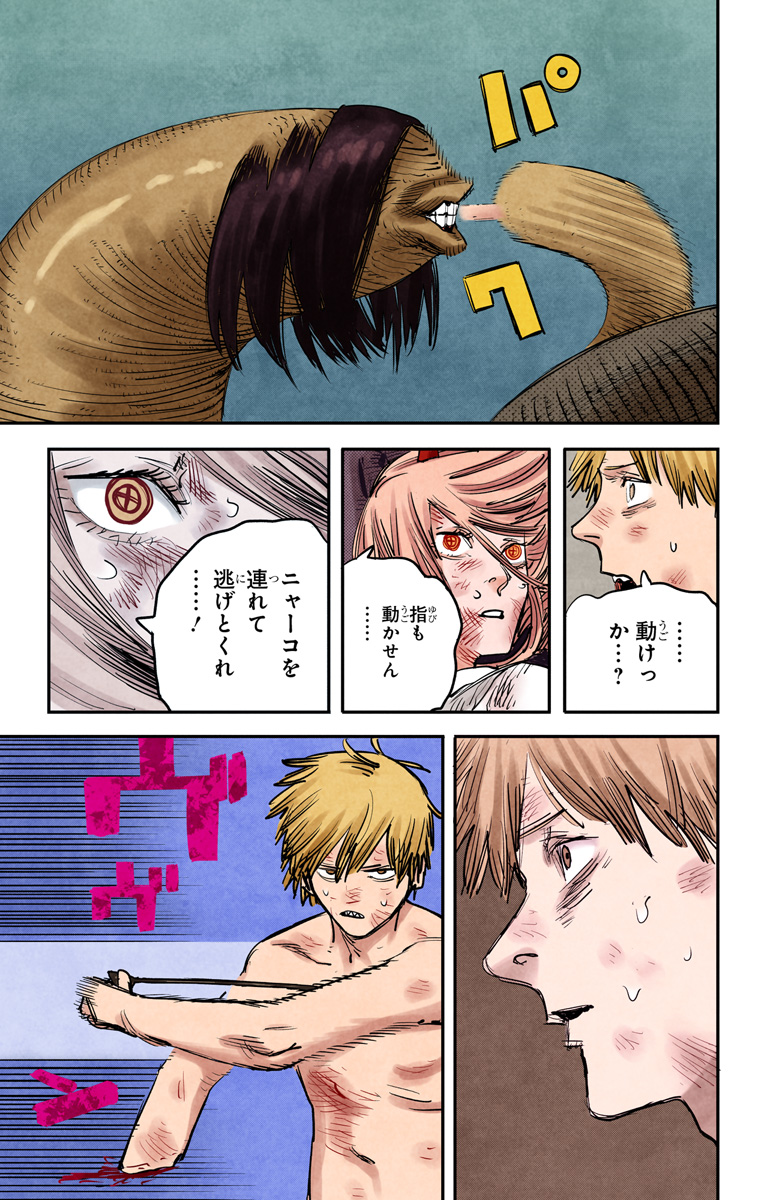 パ
ク
……
動けっ
か…？
指も
動かせん
……
ニャーコを
連れて
逃げとくれ
……！
ヴ
ヴ
ン